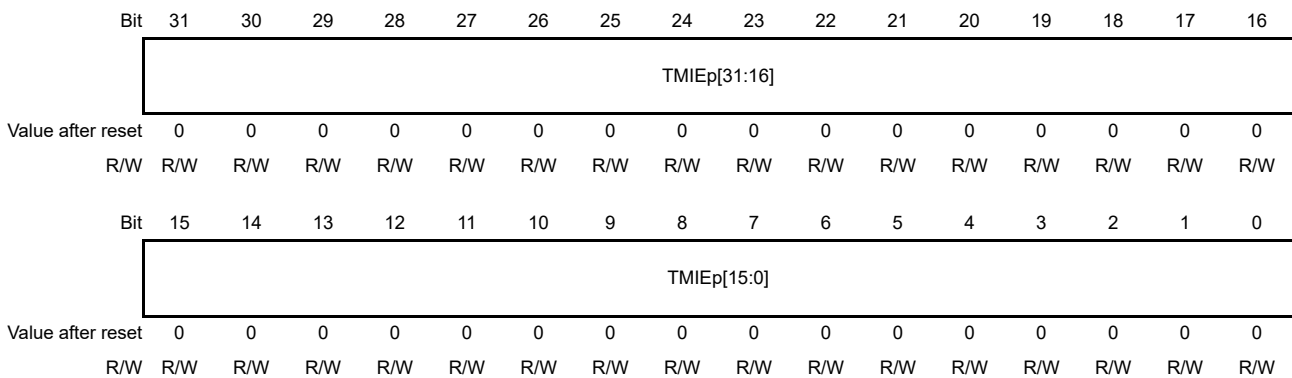 Bit 31 30 29 28 27 26 25 24 23 22 21 20 19 18 17 16
TMIEp[31:16]
Value after reset 0 0 0 0 0 0 0 0 0 0 0 0 0 0 0 0
R/W R/W R/W R/W R/W R/W R/W R/W R/W R/W R/W R/W R/W R/W R/W R/W R/W
Bit 15 14 13 12 11 10 9 8 7 6 5 4 3 2 1 0
TMIEp[15:0]
Value after reset 0 0 0 0 0 0 0 0 0 0 0 0 0 0 0 0
R/W R/W R/W R/W R/W R/W R/W R/W R/W R/W R/W R/W R/W R/W R/W R/W R/W